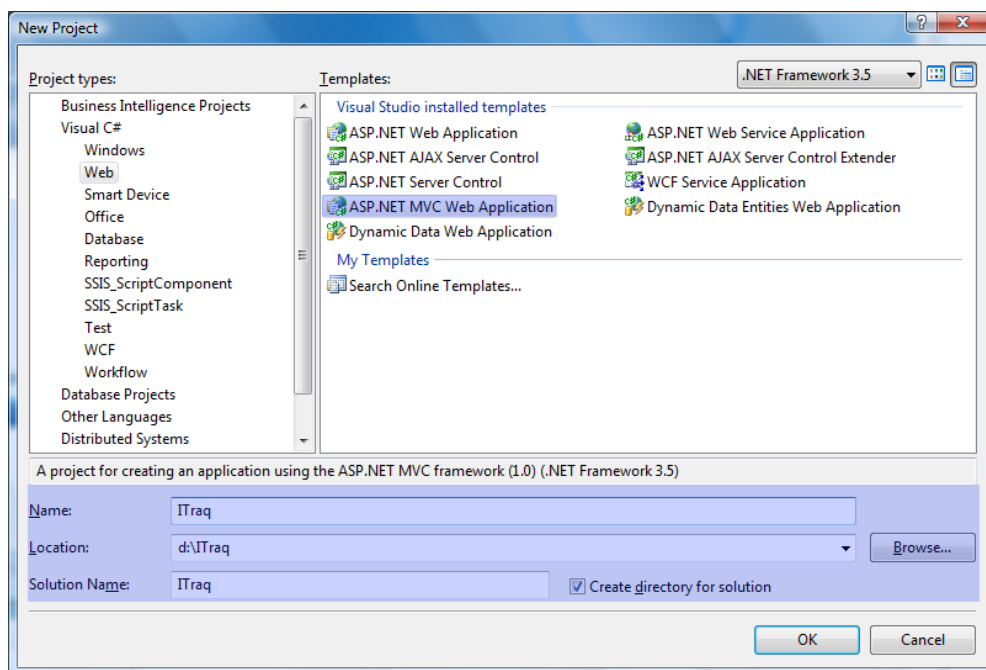 New Project
Project types:
Templates:
.NET Framework 3.5
Business Intelligence Projects
Visual C#
Windows
Web
Smart Device
Office
Database
Reporting
SSIS_ScriptComponent
SSIS_ScriptTask
Test
WCF
Workflow
Database Projects
Other Languages
Distributed Systems
Visual Studio installed templates
ASP.NET Web Application
ASP.NET Web Service Application
ASP.NET AJAX Server Control
ASP.NET AJAX Server Control Extender
ASP.NET Server Control
WCF Service Application
ASP.NET MVC Web Application
Dynamic Data Entities Web Application
Dynamic Data Web Application
My Templates
Search Online Templates...
A project for creating an application using the ASP.NET MVC framework (1.0) (.NET Framework 3.5)
Name:
ITraq
Location:
d:\ITraq
Browse...
Solution Name:
ITraq
Create directory for solution
OK
Cancel